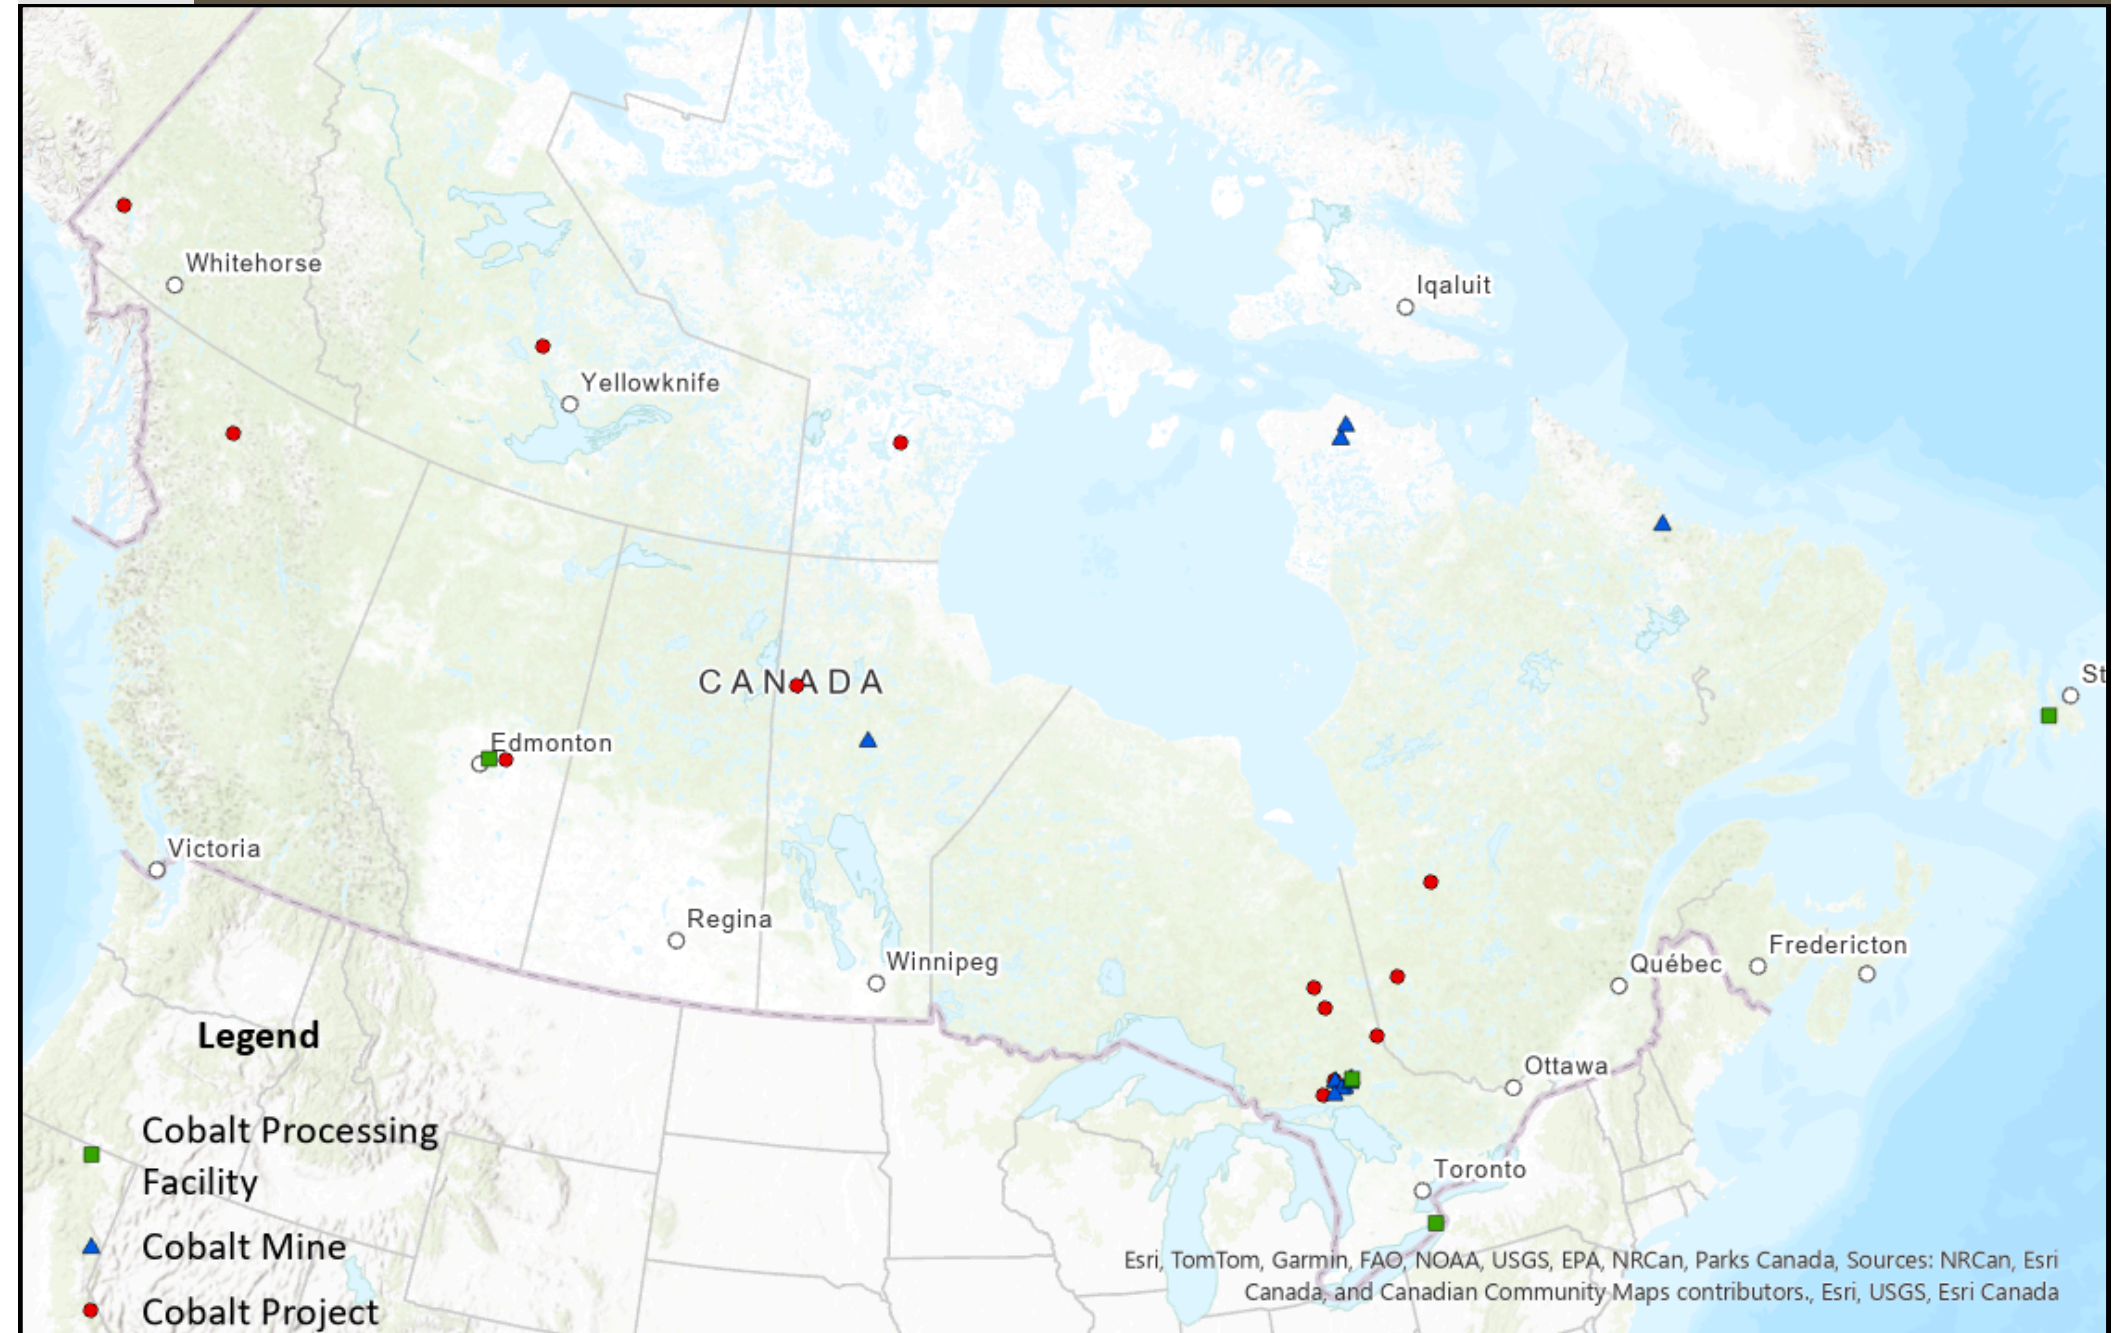 Whitehorse
Iqaluit
Yellowknife
St
CANADA
Edmonton
Victoria
Regina
Winnipeg
Fredericton
Québec
Ottawa
Toronto
Legend
Cobalt Processing
Facility
Cobalt Mine
Cobalt Project
Esri, TomTom, Garmin, FAO, NOAA, USGS, EPA, NRCan, Parks Canada, Sources: NRCan, Esri
Canada, and Canadian Community Maps contributors., Esri, USGS, Esri Canada